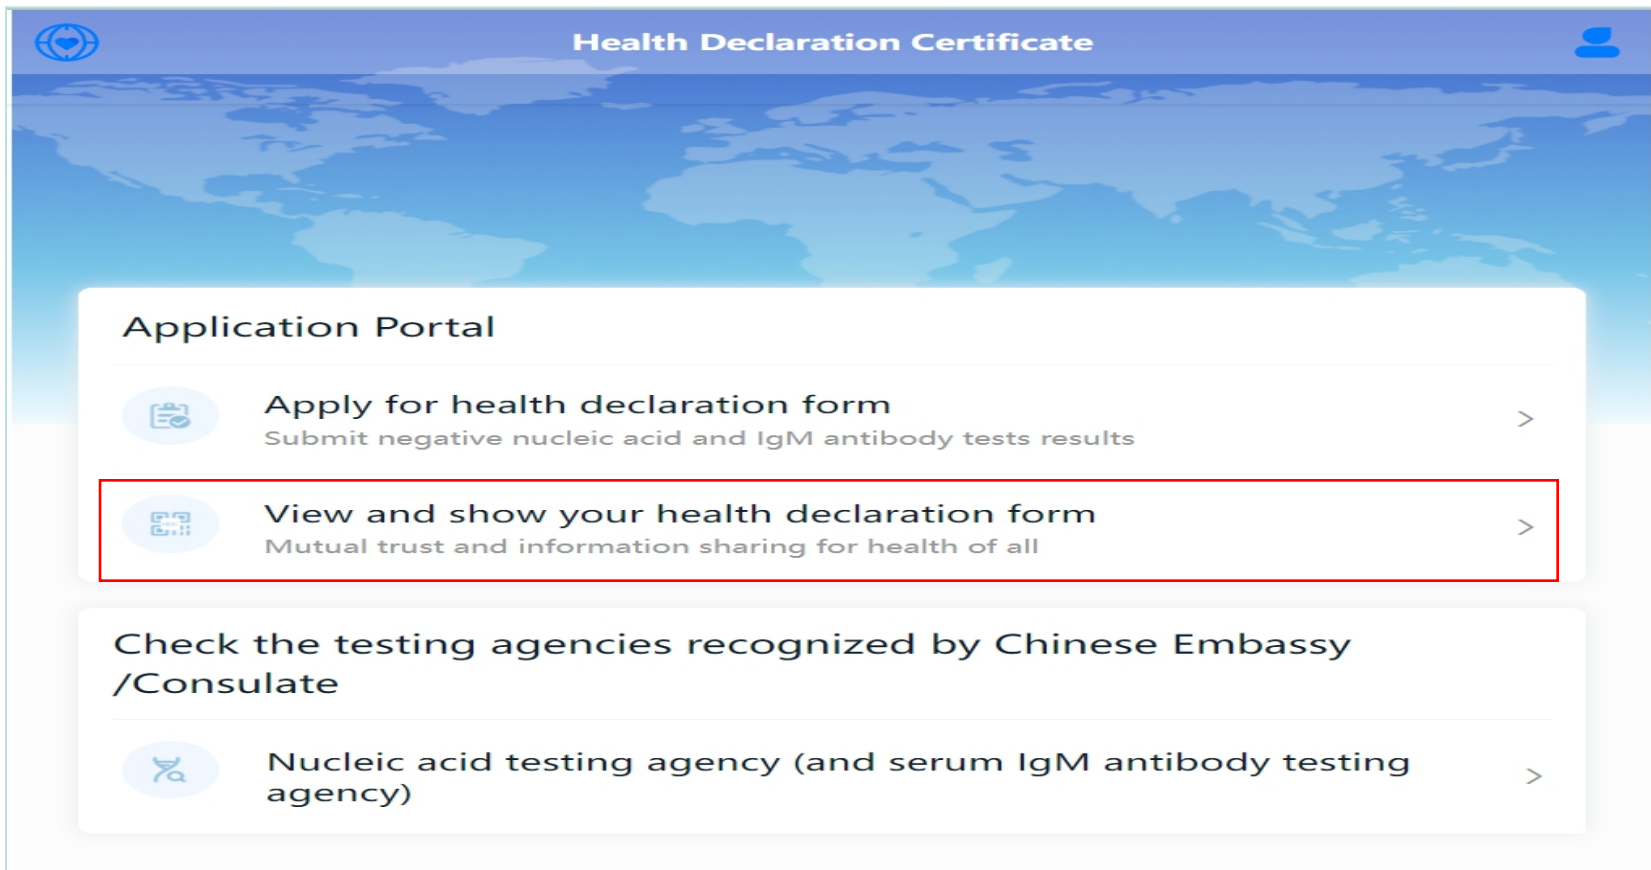 Health Declaration Certificate
Application Portal
Apply for health declaration form
Submit negative nucleic acid and IgM antibody tests results
View and show your health declaration form
Mutual trust and information sharing for health of all
Check the testing agencies recognized by Chinese Embassy
/Consulate
Nucleic acid testing agency (and serum IgM antibody testing
agency)